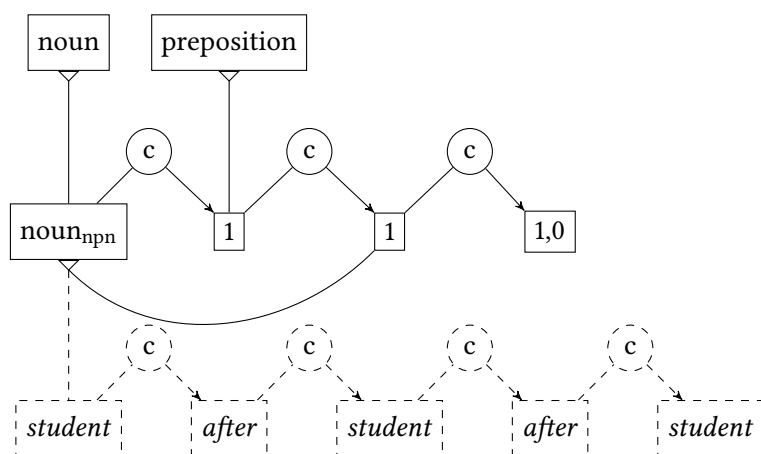 noun preposition
c c c
noun_npn 1 1 1,0
c c c c
student after student after student